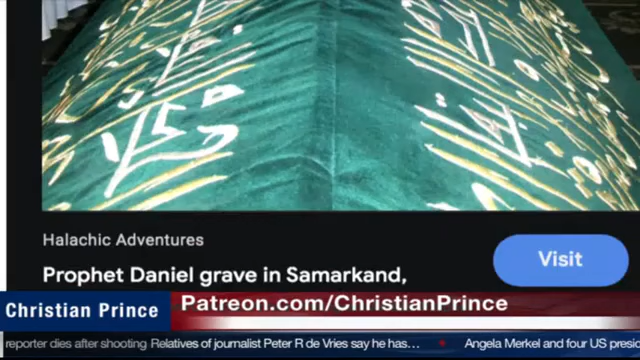 Halachic Adventures
Visit
Prophet Daniel grave in Samarkand,
Christian Prince
Patreon.com/ChristianPrince
reporter dies after shooting Relatives of journalist Peter R de Vries say he has... Angela Merkel and four US presid